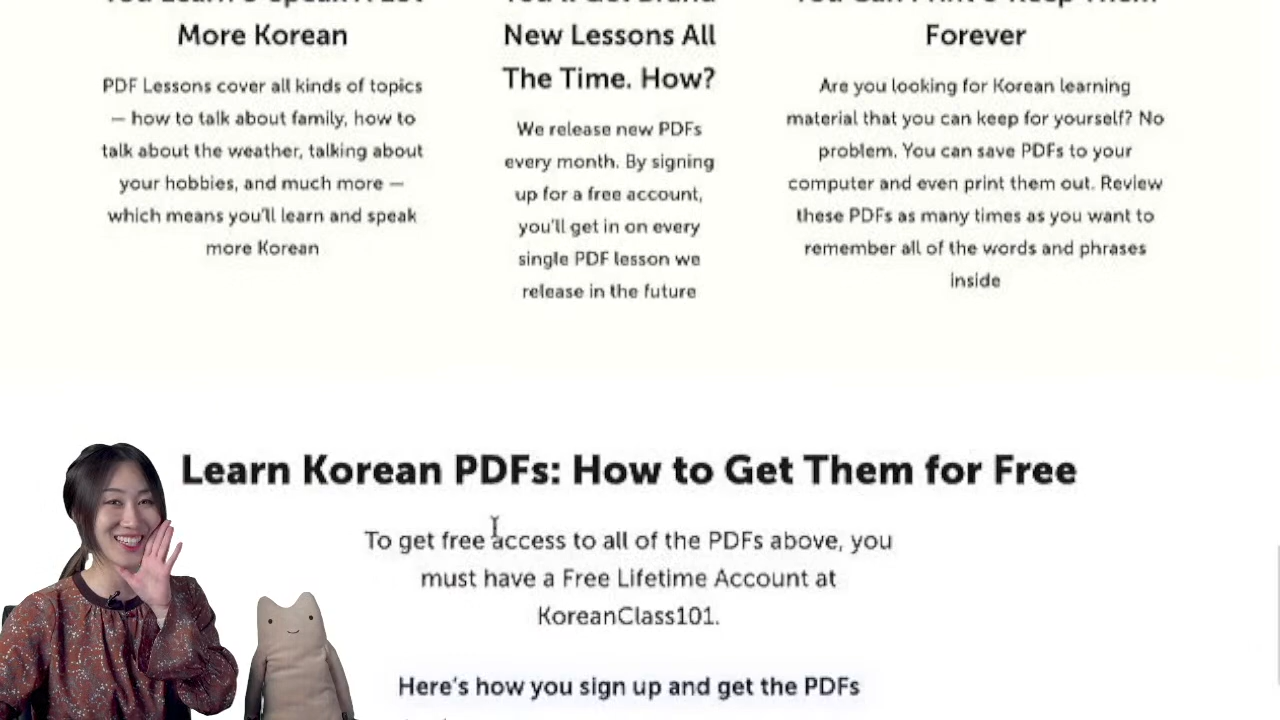 More Korean
PDF Lessons cover all kinds of topics
— how to talk about family, how to
talk about the weather, talking about
your hobbies, and much more —
which means you'll learn and speak
more Korean
New Lessons All
The Time. How?
We release new PDFs
every month. By signing
up for a free account,
you'll get in on every
single PDF lesson we
release in the future
Forever
Are you looking for Korean learning
material that you can keep for yourself? No
problem. You can save PDFs to your
computer and even print them out. Review
these PDFs as many times as you want to
remember all of the words and phrases
inside
Learn Korean PDFs: How to Get Them for Free
To get free access to all of the PDFs above, you
must have a Free Lifetime Account at
KoreanClass101.
Here's how you sign up and get the PDFs